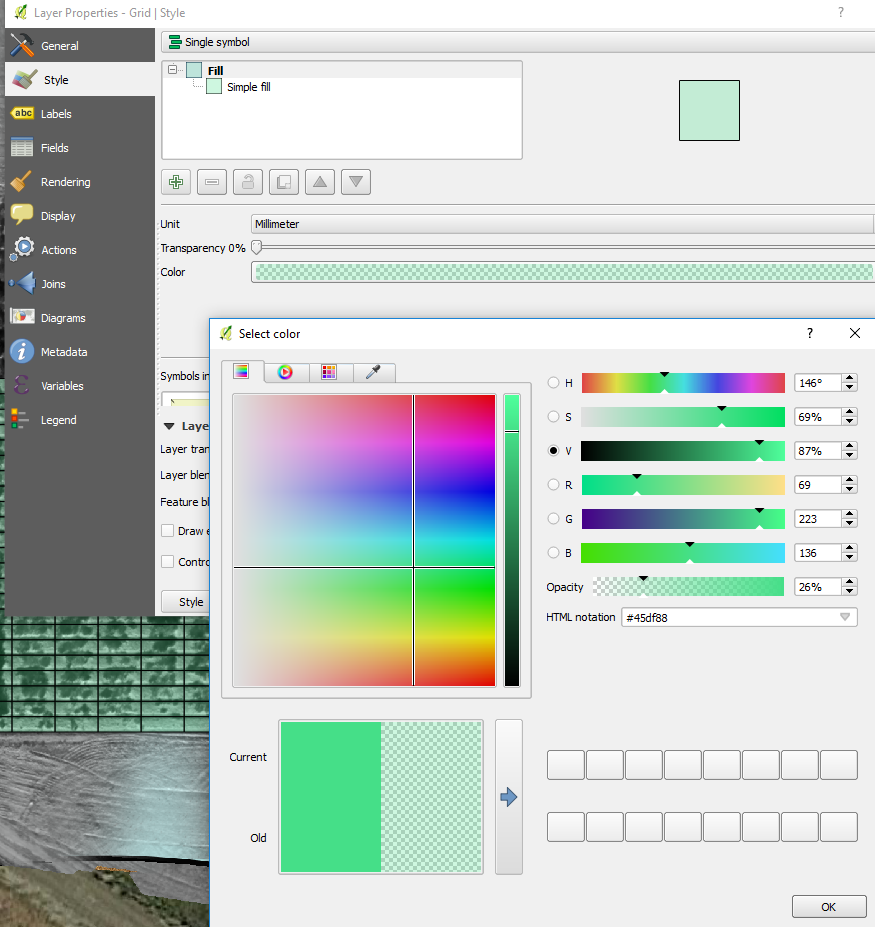 Layer Properties - Grid | Style
?
General
Style
abc Labels
Fields
Rendering
Display
Actions
Joins
Diagrams
Metadata
Variables
Legend
Single symbol
Fill
Simple fill
Unit
Millimeter
Transparency 0%
Color
Symbols in
Laye
Layer tran
Layer blen
Feature bl
Draw e
Contro
Style
Select color
?
H 146°
S 69%
V 87%
R 69
G 223
B 136
Opacity 26%
HTML notation #45df88
Current
Old
OK